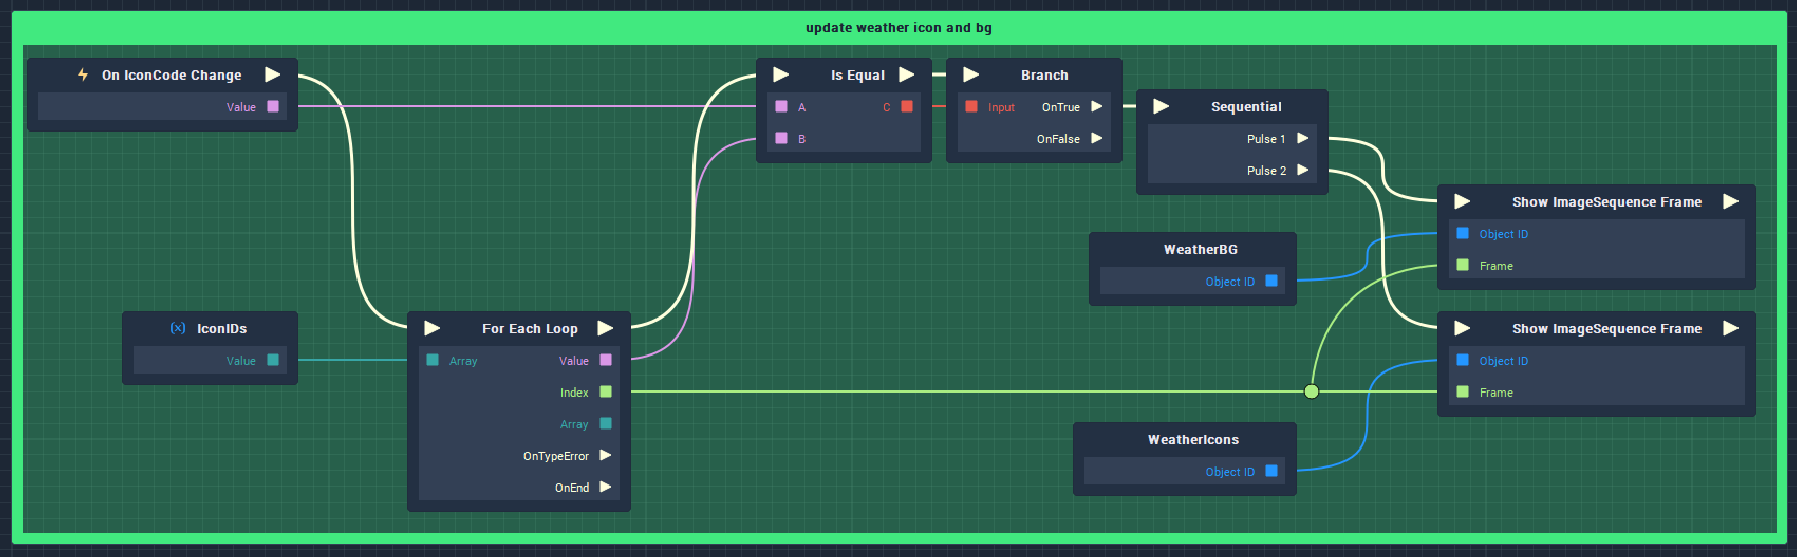 update weather icon and bg
On IconCode Change
Value
Is Equal
A
C
B
Branch
Input
OnTrue
OnFalse
Sequential
Pulse 1
Pulse 2
Show ImageSequence Frame
Object ID
Frame
WeatherBG
Object ID
IconIDs
Value
For Each Loop
Array
Value
Index
Array
OnTypeError
OnEnd
Show ImageSequence Frame
Object ID
Frame
WeatherIcons
Object ID